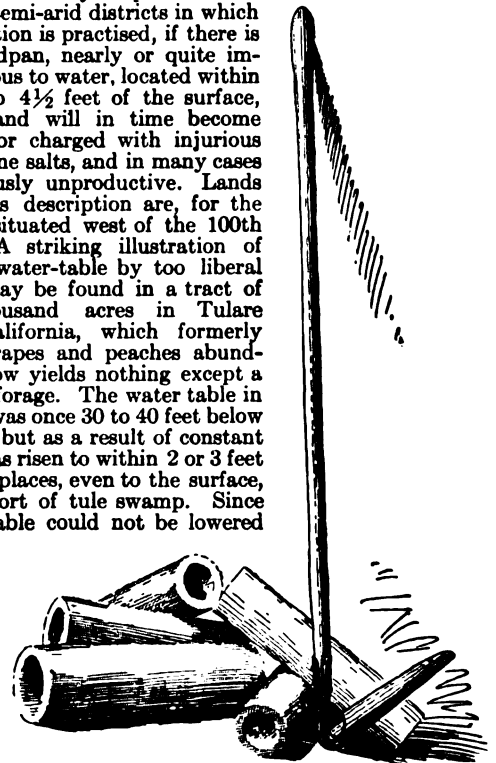 emi-arid districts in which
tion is practised, if there is
dpan, nearly or quite im-
ous to water, located within
o 4½ feet of the surface,
and will in time become
or charged with injurious
ne salts, and in many cases
usly unproductive. Lands
s description are, for the
situated west of the 100th
A striking illustration of
water-table by too liberal
ay be found in a tract of
ousand acres in Tulare
alifornia, which formerly
rapes and peaches abund-
ow yields nothing except a
forage. The water table in
was once 30 to 40 feet below
but as a result of constant
as risen to within 2 or 3 feet
places, even to the surface,
ort of tule swamp. Since
able could not be lowered